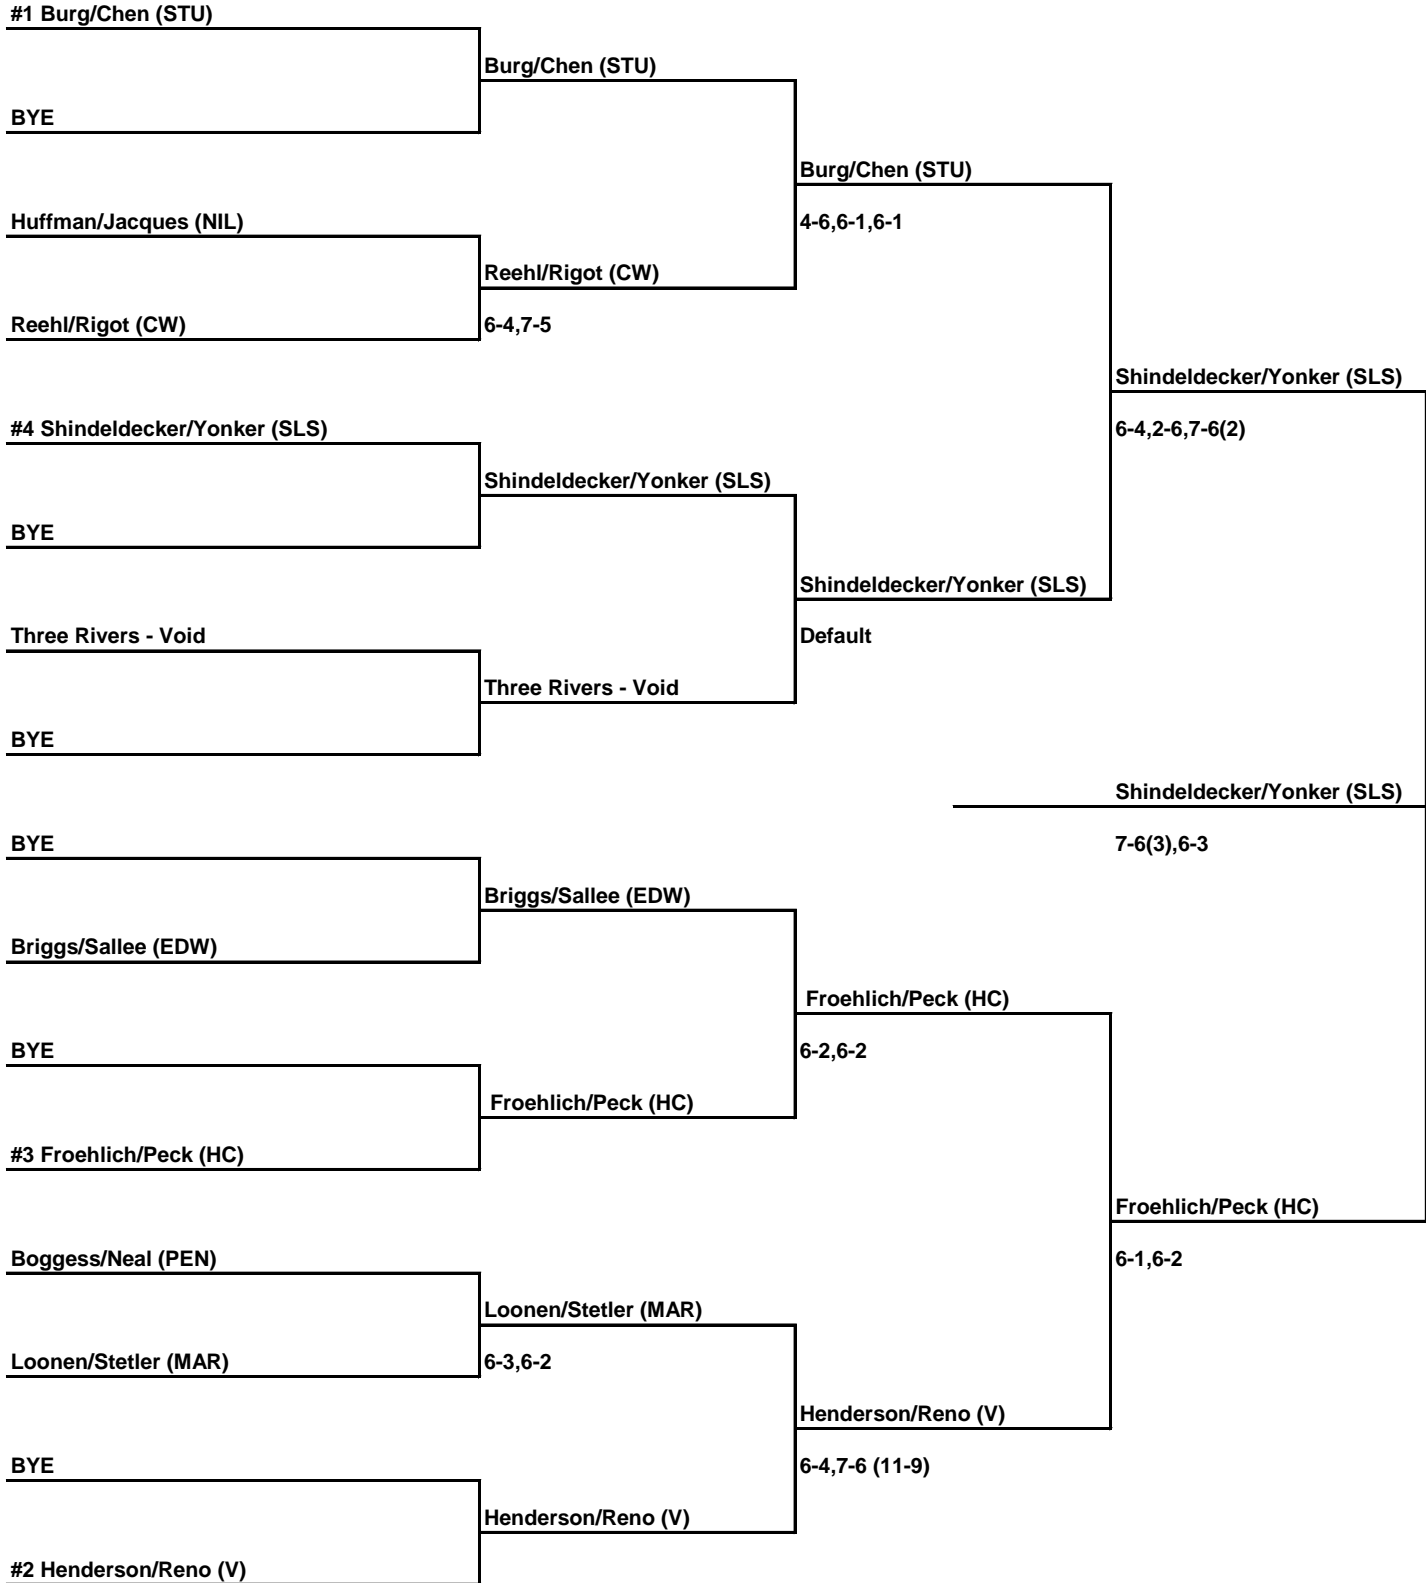 #1 Burg/Chen (STU)
Burg/Chen (STU)
BYE
Burg/Chen (STU)
Huffman/Jacques (NIL)
4-6,6-1,6-1
Reehl/Rigot (CW)
Reehl/Rigot (CW)
6-4,7-5
Shindeldecker/Yonker (SLS)
#4 Shindeldecker/Yonker (SLS)
6-4,2-6,7-6(2)
Shindeldecker/Yonker (SLS)
BYE
Shindeldecker/Yonker (SLS)
Three Rivers - Void
Default
Three Rivers - Void
BYE
Shindeldecker/Yonker (SLS)
BYE
7-6(3),6-3
Briggs/Sallee (EDW)
Briggs/Sallee (EDW)
Froehlich/Peck (HC)
BYE
6-2,6-2
Froehlich/Peck (HC)
#3 Froehlich/Peck (HC)
Froehlich/Peck (HC)
Boggess/Neal (PEN)
6-1,6-2
Loonen/Stetler (MAR)
Loonen/Stetler (MAR)
6-3,6-2
Henderson/Reno (V)
BYE
6-4,7-6 (11-9)
Henderson/Reno (V)
#2 Henderson/Reno (V)